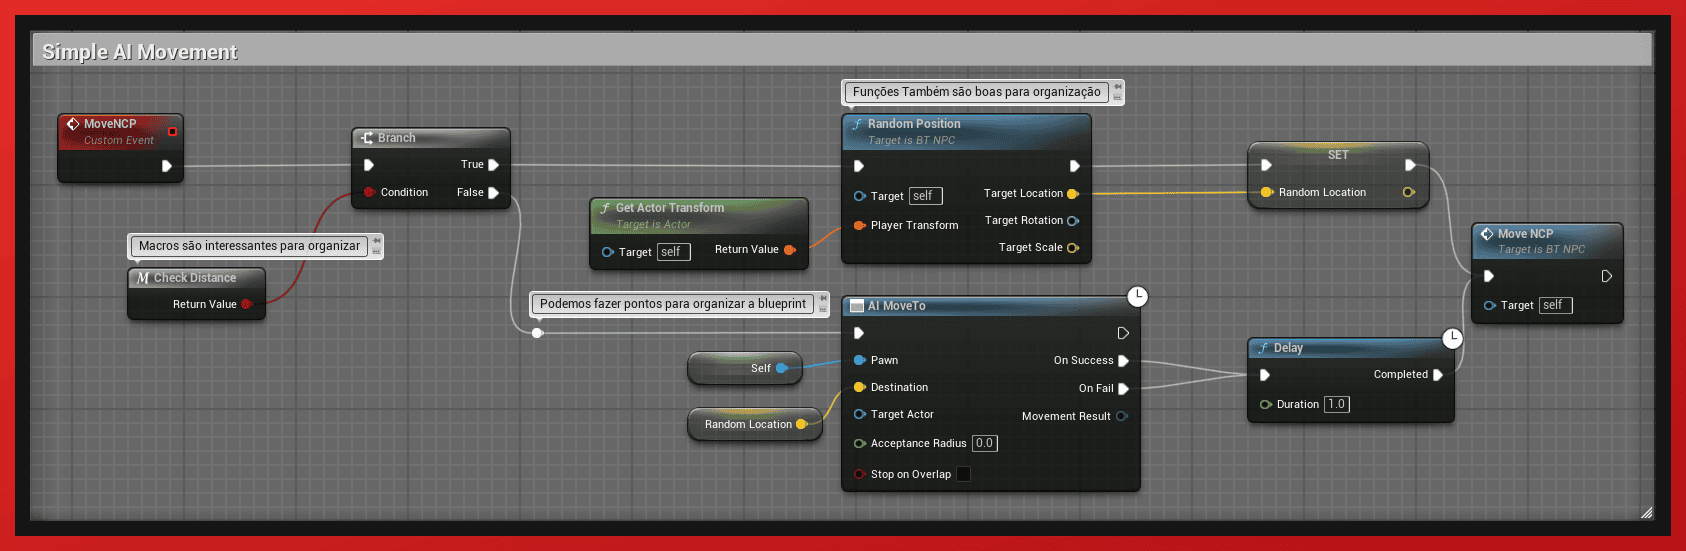 Simple AI Movement
Funções Também são boas para organização
MoveNCP
Custom Event
Branch
True
Condition
False
Macros são interessantes para organizar
Check Distance
Return Value
Get Actor Transform
Target is Actor
Target
self
Return Value
Random Position
Target is BT NPC
Target
self
Target Location
Target Rotation
Player Transform
Target Scale
SET
Random Location
Move NCP
Target is BT NPC
Target
self
Podemos fazer pontos para organizar a blueprint
Self
Random Location
AI MoveTo
Pawn
On Success
Destination
On Fail
Target Actor
Movement Result
Acceptance Radius
0.0
Stop on Overlap
Delay
Completed
Duration
1.0